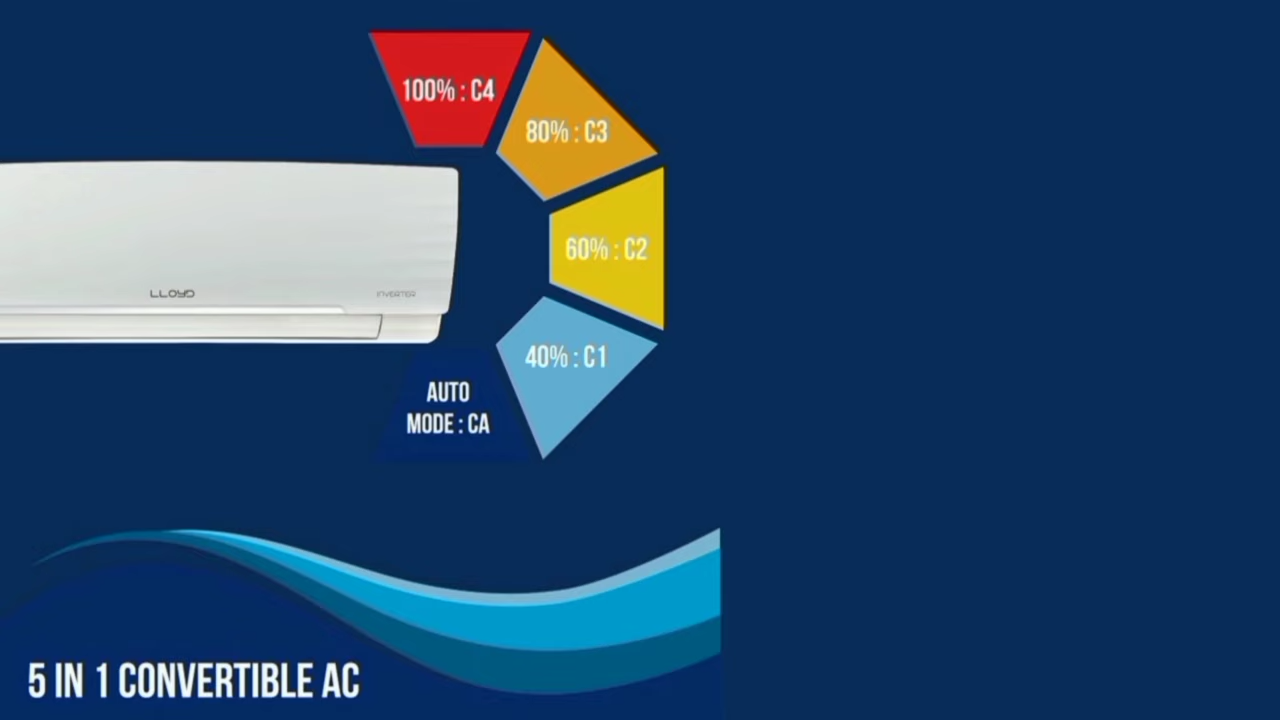 100% : C4
80% : C3
60% : C2
LLOYD
INVERTER
40% : C1
AUTO
MODE : CA
5 IN 1 CONVERTIBLE AC